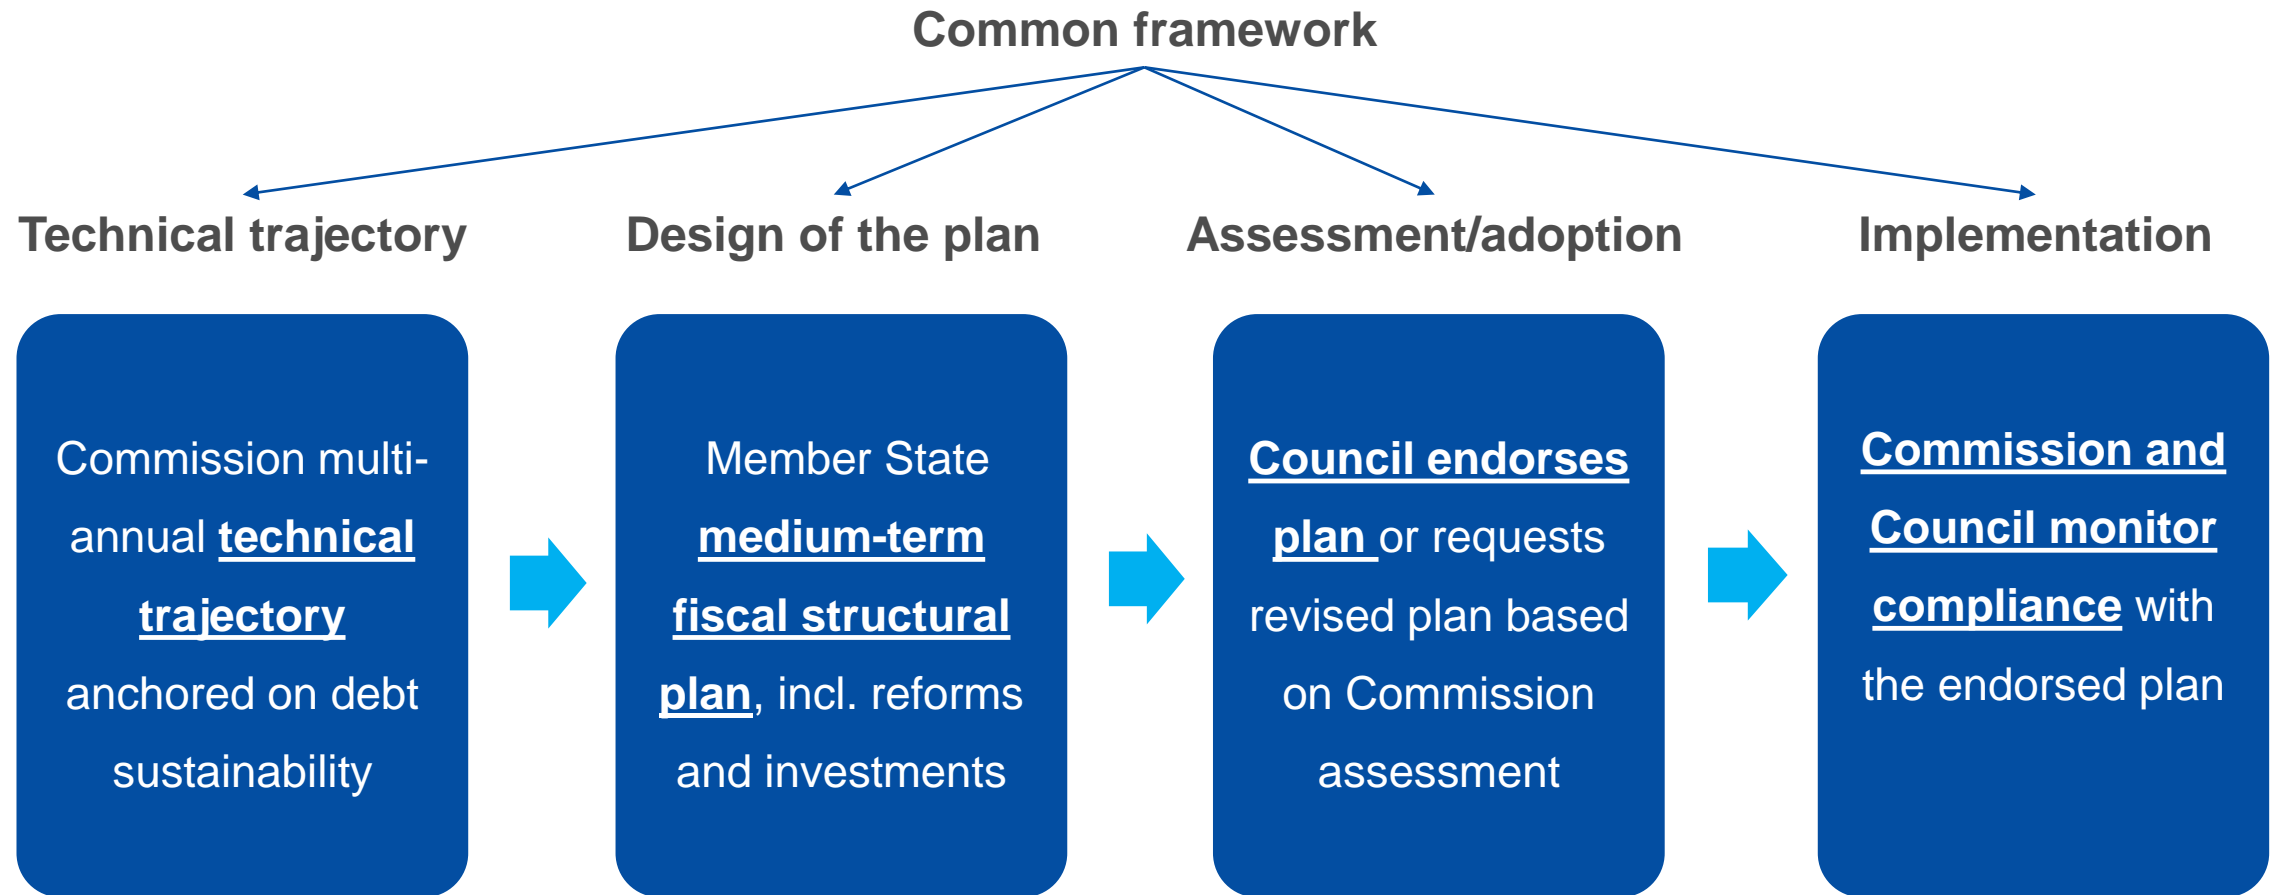 Common framework
Technical trajectory
Design of the plan
Assessment/adoption
Implementation
Commission multi-
annual technical
trajectory
anchored on debt
sustainability
Member State
medium-term
fiscal structural
plan, incl. reforms
and investments
Council endorses
plan or requests
revised plan based
on Commission
assessment
Commission and
Council monitor
compliance with
the endorsed plan